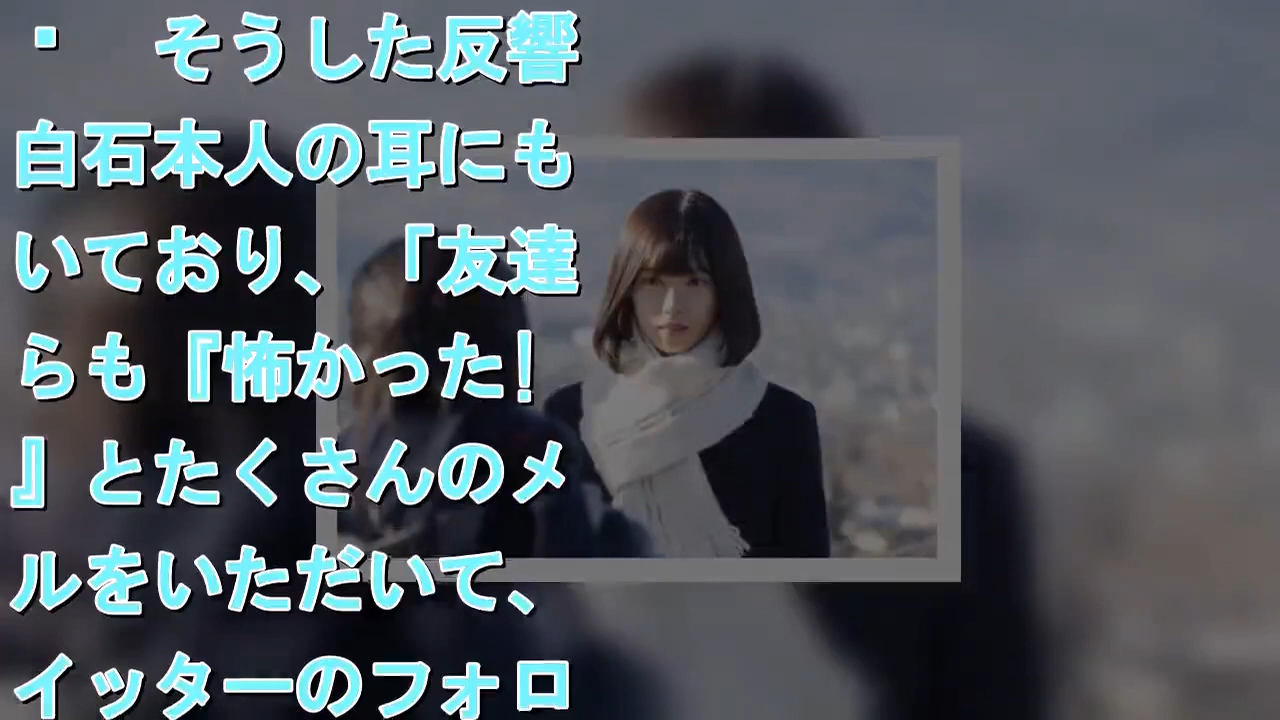 ・　そうした反響
白石本人の耳にも
いており、「友達
らも『怖かった!
』とたくさんのメ
ルをいただいて、
イッターのフォロ